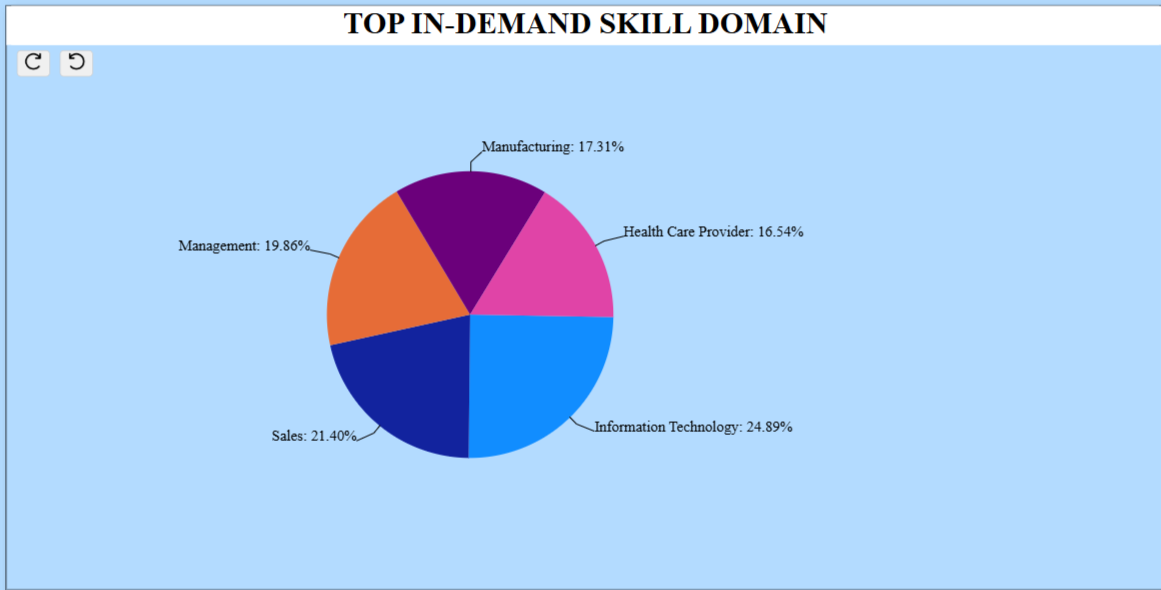 TOP IN-DEMAND SKILL DOMAIN
Manufacturing: 17.31%
Health Care Provider: 16.54%
Management: 19.86%
Information Technology: 24.89%
Sales: 21.40%